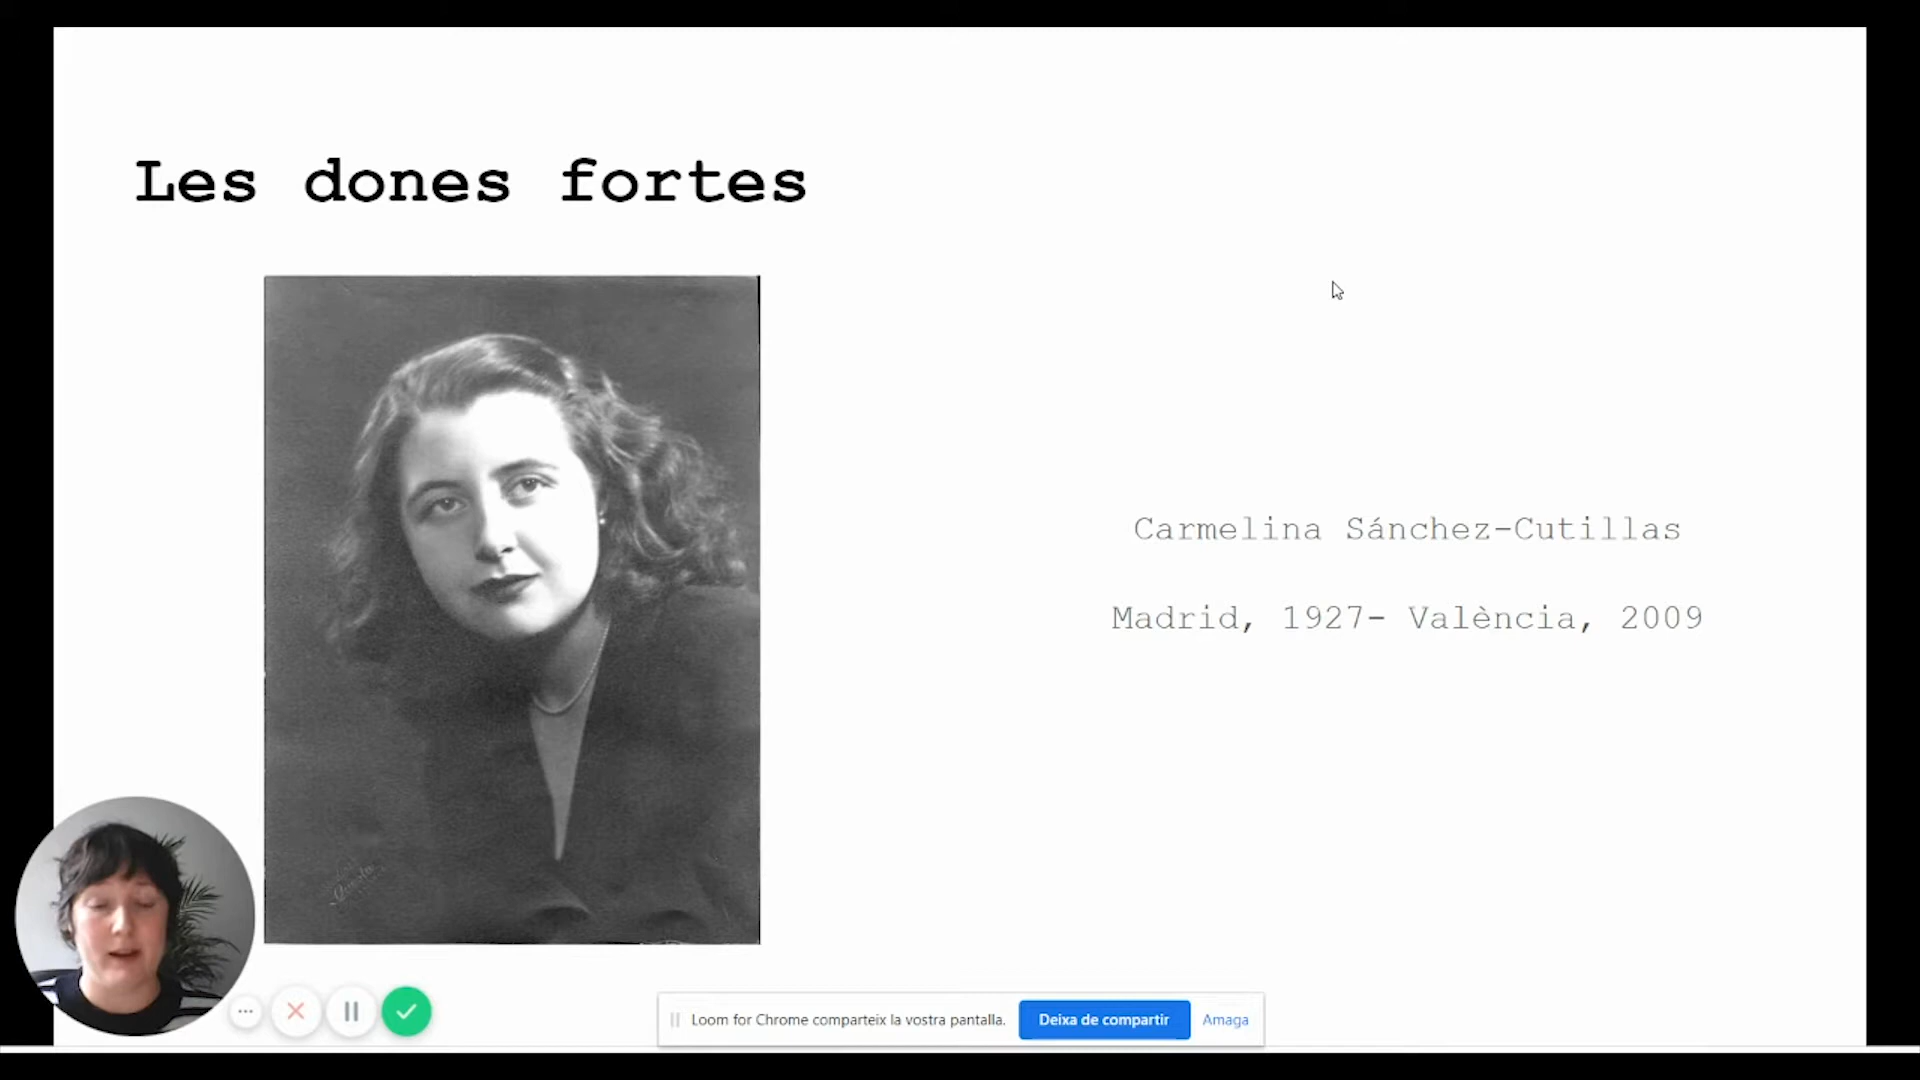 Les dones fortes
Carmelina Sánchez-Cutillas
Madrid, 1927- València, 2009
Loom for Chrome comparteix la vostra pantalla.
Deixa de compartir
Amaga